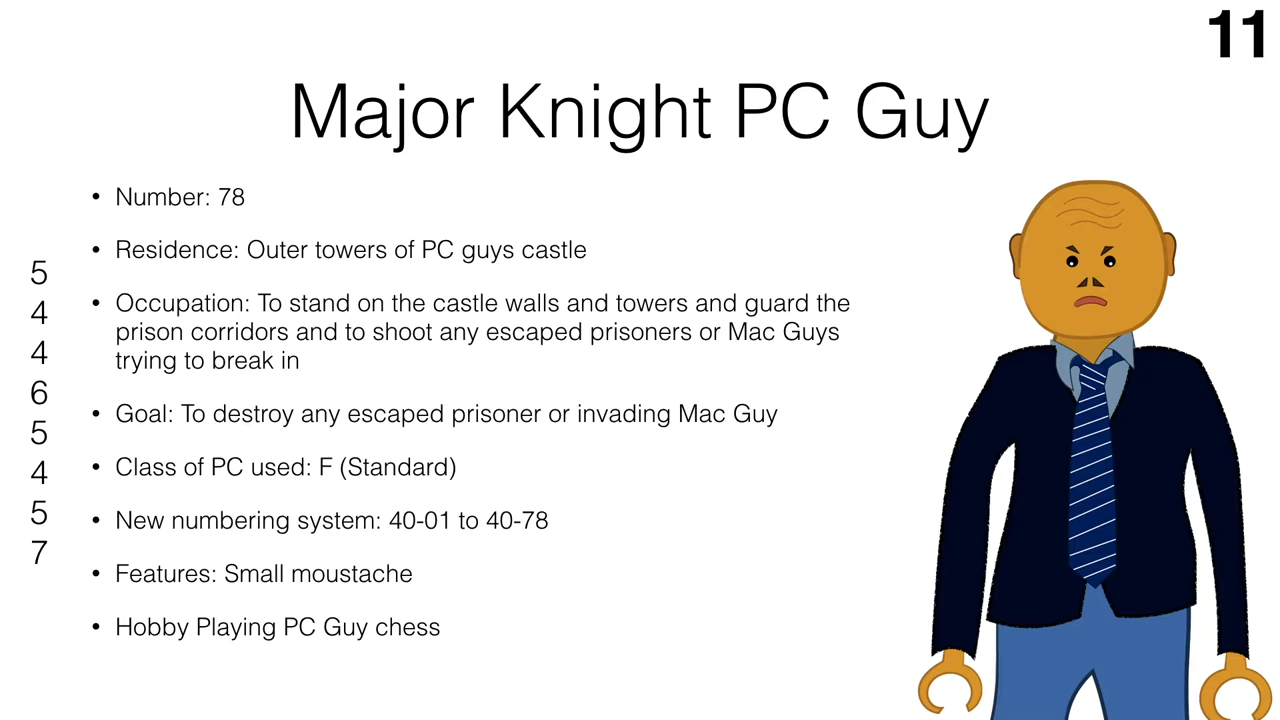 11
Major Knight PC Guy
• Number: 78
• Residence: Outer towers of PC guys castle
• Occupation: To stand on the castle walls and towers and guard the
prison corridors and to shoot any escaped prisoners or Mac Guys
trying to break in
• Goal: To destroy any escaped prisoner or invading Mac Guy
• Class of PC used: F (Standard)
• New numbering system: 40-01 to 40-78
• Features: Small moustache
• Hobby Playing PC Guy chess
5
4
4
6
5
4
5
7